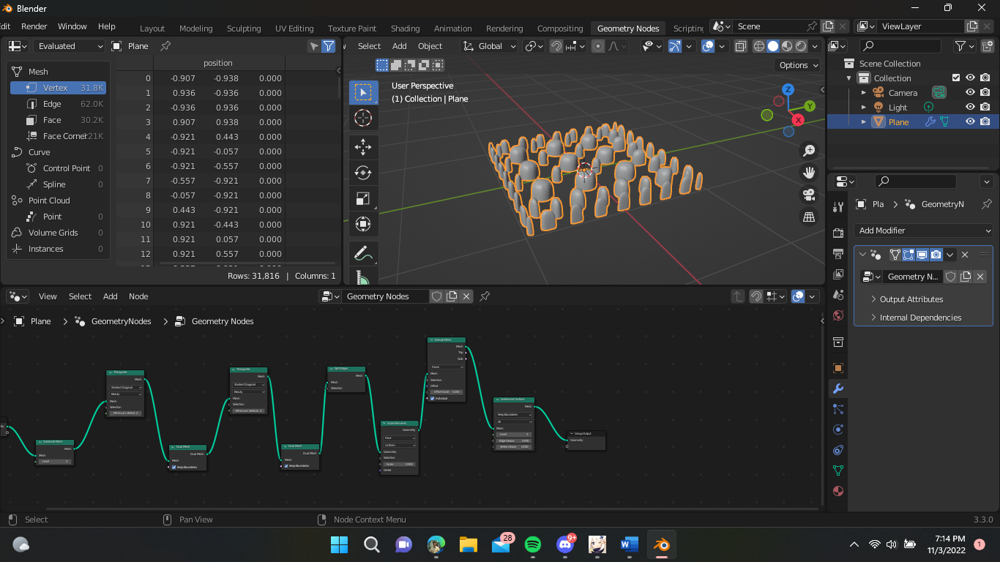 Blender
Edit Render Window Help Layout Modeling Sculpting UV Editing Texture Paint Shading Animation Rendering Compositing Geometry Nodes Scripting Scene ViewLayer
Evaluated Plane
Select Add Object Global
position
Options
Mesh
Vertex 31.8K
Edge 62.0K
Face 30.2K
Face Corner 21K
Curve
Control Point 0
Spline 0
Point Cloud
Point 0
Volume Grids 0
Instances 0
0 -0.907 -0.938 0.000
1 0.936 -0.936 0.000
2 -0.936 0.936 0.000
3 0.907 0.938 0.000
4 -0.921 0.443 0.000
5 -0.921 -0.057 0.000
6 -0.921 -0.557 0.000
7 -0.557 -0.921 0.000
8 -0.057 -0.921 0.000
9 0.443 -0.921 0.000
10 0.921 -0.443 0.000
11 0.921 0.057 0.000
12 0.921 0.557 0.000
Rows: 31,816 | Columns: 1
User Perspective
(1) Collection | Plane
Z
Y
X
Scene Collection
Collection
Camera
Light
Plane
Pla GeometryN
Add Modifier
Geometry N...
Output Attributes
Internal Dependencies
View Select Add Node Geometry Nodes
Plane GeometryNodes Geometry Nodes
Subdivide Mesh
Mesh
Mesh
Level
Triangulate
Mesh
Shortest Diagonal
Beauty
Mesh
Selection
Minimum Vertices
Dual Mesh
Dual Mesh
Mesh
Keep Boundaries
Triangulate
Mesh
Shortest Diagonal
Beauty
Mesh
Selection
Minimum Vertices
Dual Mesh
Dual Mesh
Mesh
Keep Boundaries
Split Edges
Mesh
Mesh
Selection
Scale Elements
Geometry
Face
Uniform
Geometry
Selection
Scale
Center
Extrude Mesh
Mesh
Top
Side
Faces
Mesh
Selection
Offset
Offset Scale
Individual
Subdivision Surface
Mesh
Keep Boundaries
All
Mesh
Level
Edge Crease 0.000
Vertex Crease 0.000
Group Output
Geometry
Select Pan View Node Context Menu 3.3.0
28
9+
7:14 PM
11/3/2022
1